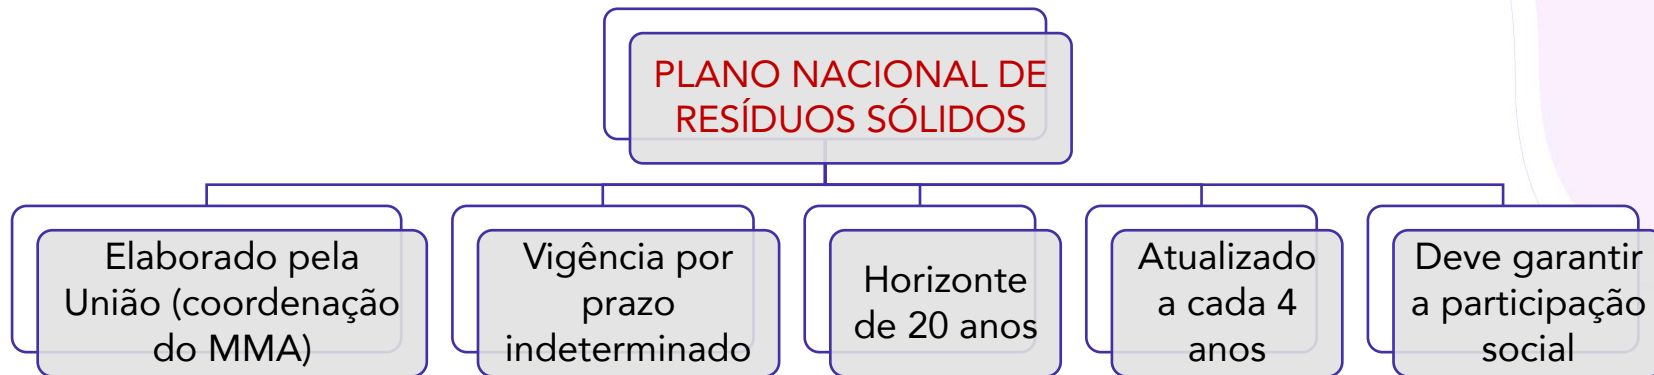 PLANO NACIONAL DE
RESÍDUOS SÓLIDOS
Elaborado pela
União (coordenação
do MMA)
Vigência por
prazo
indeterminado
Horizonte
de 20 anos
Atualizado
a cada 4
anos
Deve garantir
a participação
social